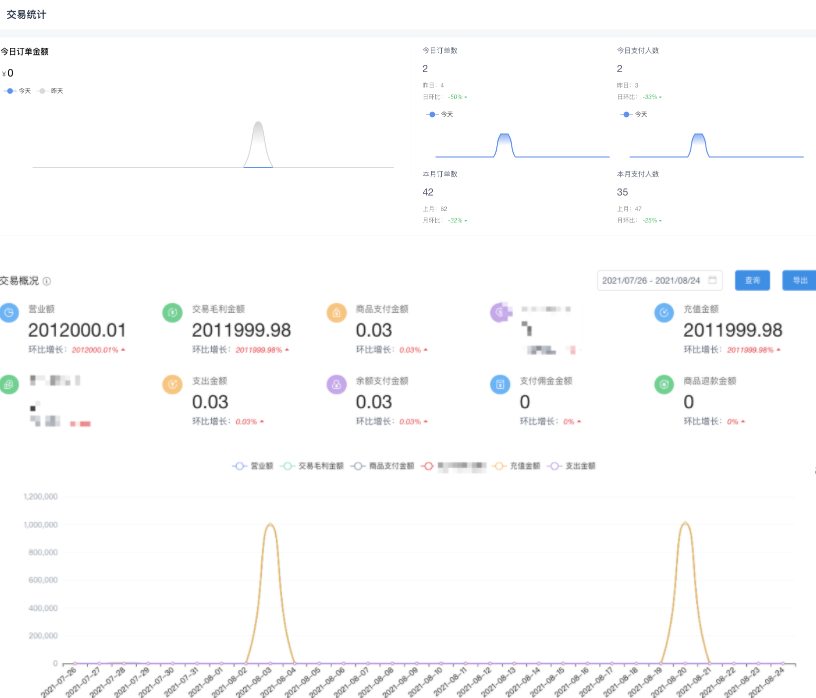 交易统计
今日订单金额
¥0
今天 昨天
今日订单数
2
昨日: 4
日环比: -50%
今天
今日支付人数
2
昨日: 3
日环比: -33%
今天
本月订单数
42
上月: 62
月环比: -32%
本月支付人数
35
上月: 47
月环比: -25%
交易概况
2021/07/26 - 2021/08/24
查询
导出
营业额
2012000.01
环比增长: 2012000.01%
交易毛利金额
2011999.98
环比增长: 2011999.98%
商品支付金额
0.03
环比增长: 0.03%
充值金额
2011999.98
环比增长: 2011999.98%
支出金额
0.03
环比增长: 0.03%
余额支付金额
0.03
环比增长: 0.03%
支付佣金金额
0
环比增长: 0%
商品退款金额
0
环比增长: 0%
营业额 交易毛利金额 商品支付金额 充值金额 支出金额
1,200,000
1,000,000
800,000
600,000
400,000
200,000
0
2021-07-26
2021-07-27
2021-07-28
2021-07-29
2021-07-30
2021-07-31
2021-08-01
2021-08-02
2021-08-03
2021-08-04
2021-08-05
2021-08-06
2021-08-07
2021-08-08
2021-08-09
2021-08-10
2021-08-11
2021-08-12
2021-08-13
2021-08-14
2021-08-15
2021-08-16
2021-08-17
2021-08-18
2021-08-19
2021-08-20
2021-08-21
2021-08-22
2021-08-23
2021-08-24